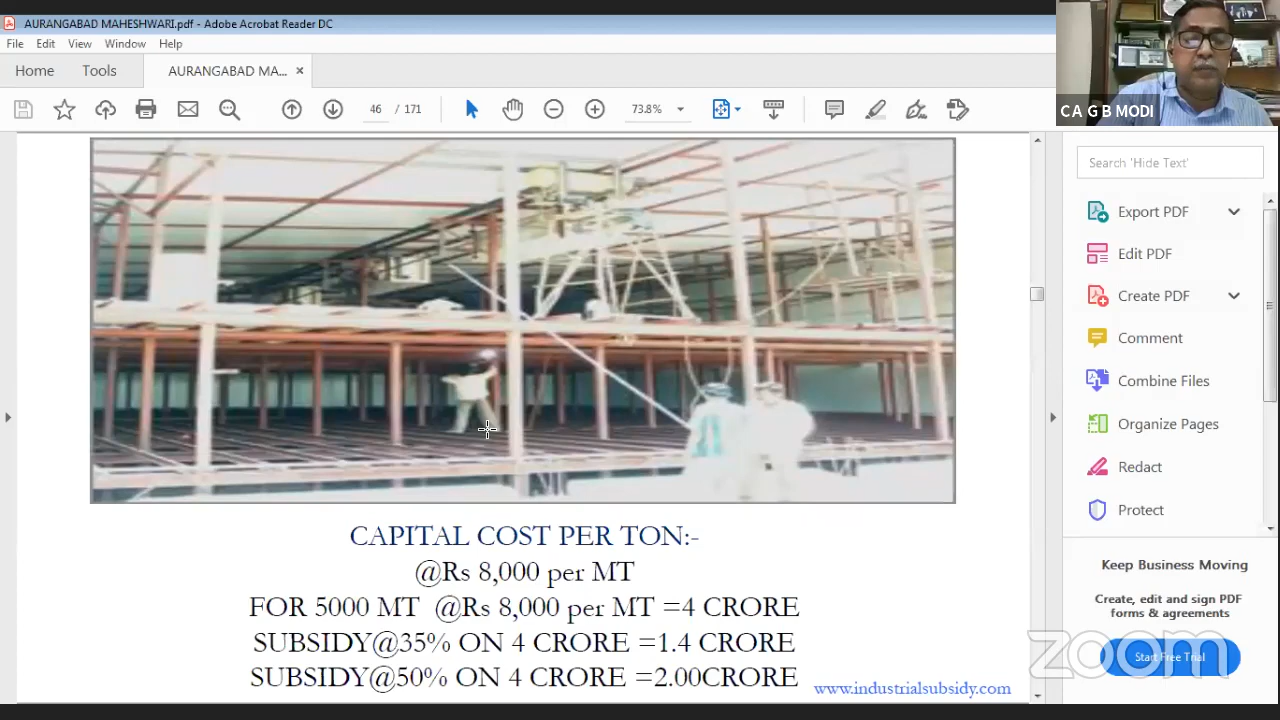 AURANGABAD MAHESHWARI.pdf - Adobe Acrobat Reader DC
File Edit View Window Help
Home Tools AURANGABAD MA... ×
46 / 171 73.8%
C A G B MODI
Search 'Hide Text'
Export PDF
Edit PDF
Create PDF
Comment
Combine Files
Organize Pages
Redact
Protect
Keep Business Moving
Create, edit and sign PDF
forms & agreements
Start Free Trial
zoom
CAPITAL COST PER TON:-
@Rs 8,000 per MT
FOR 5000 MT @Rs 8,000 per MT =4 CRORE
SUBSIDY@35% ON 4 CRORE =1.4 CRORE
SUBSIDY@50% ON 4 CRORE =2.00CRORE
www.industrialsubsidy.com